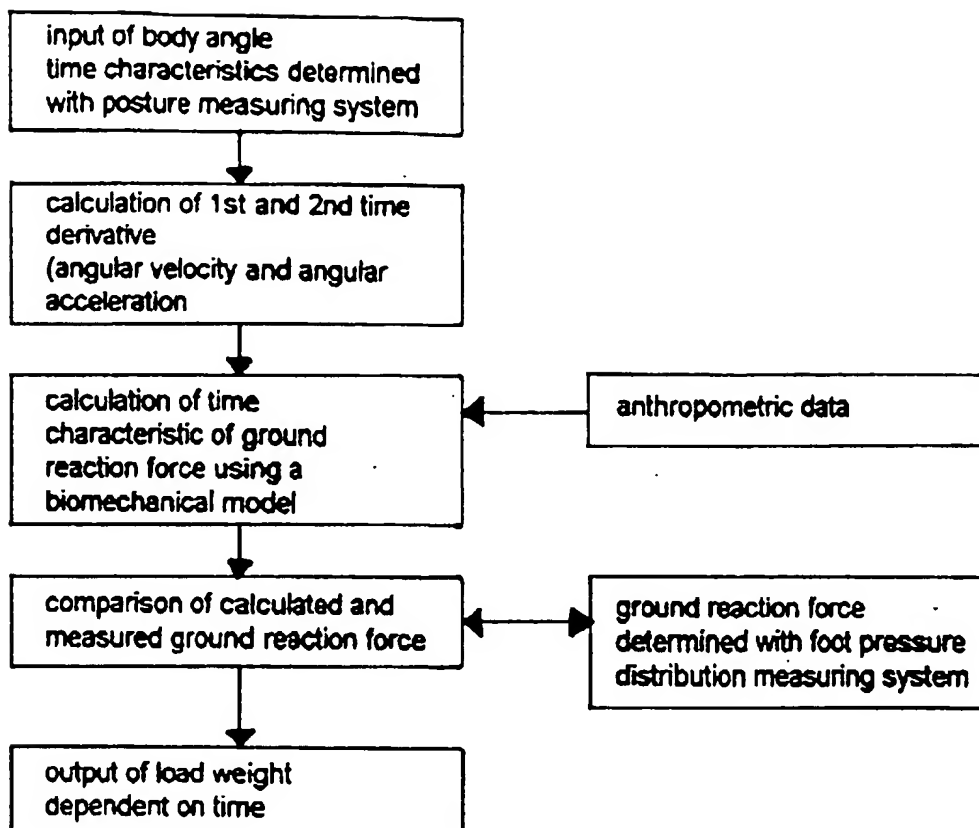 input of body angle
time characteristics determined
with posture measuring system
calculation of 1st and 2nd time
derivative
(angular velocity and angular
acceleration
calculation of time
characteristic of ground
reaction force using a
biomechanical model
anthropometric data
comparison of calculated and
measured ground reaction force
ground reaction force
determined with foot pressure
distribution measuring system
output of load weight
dependent on time